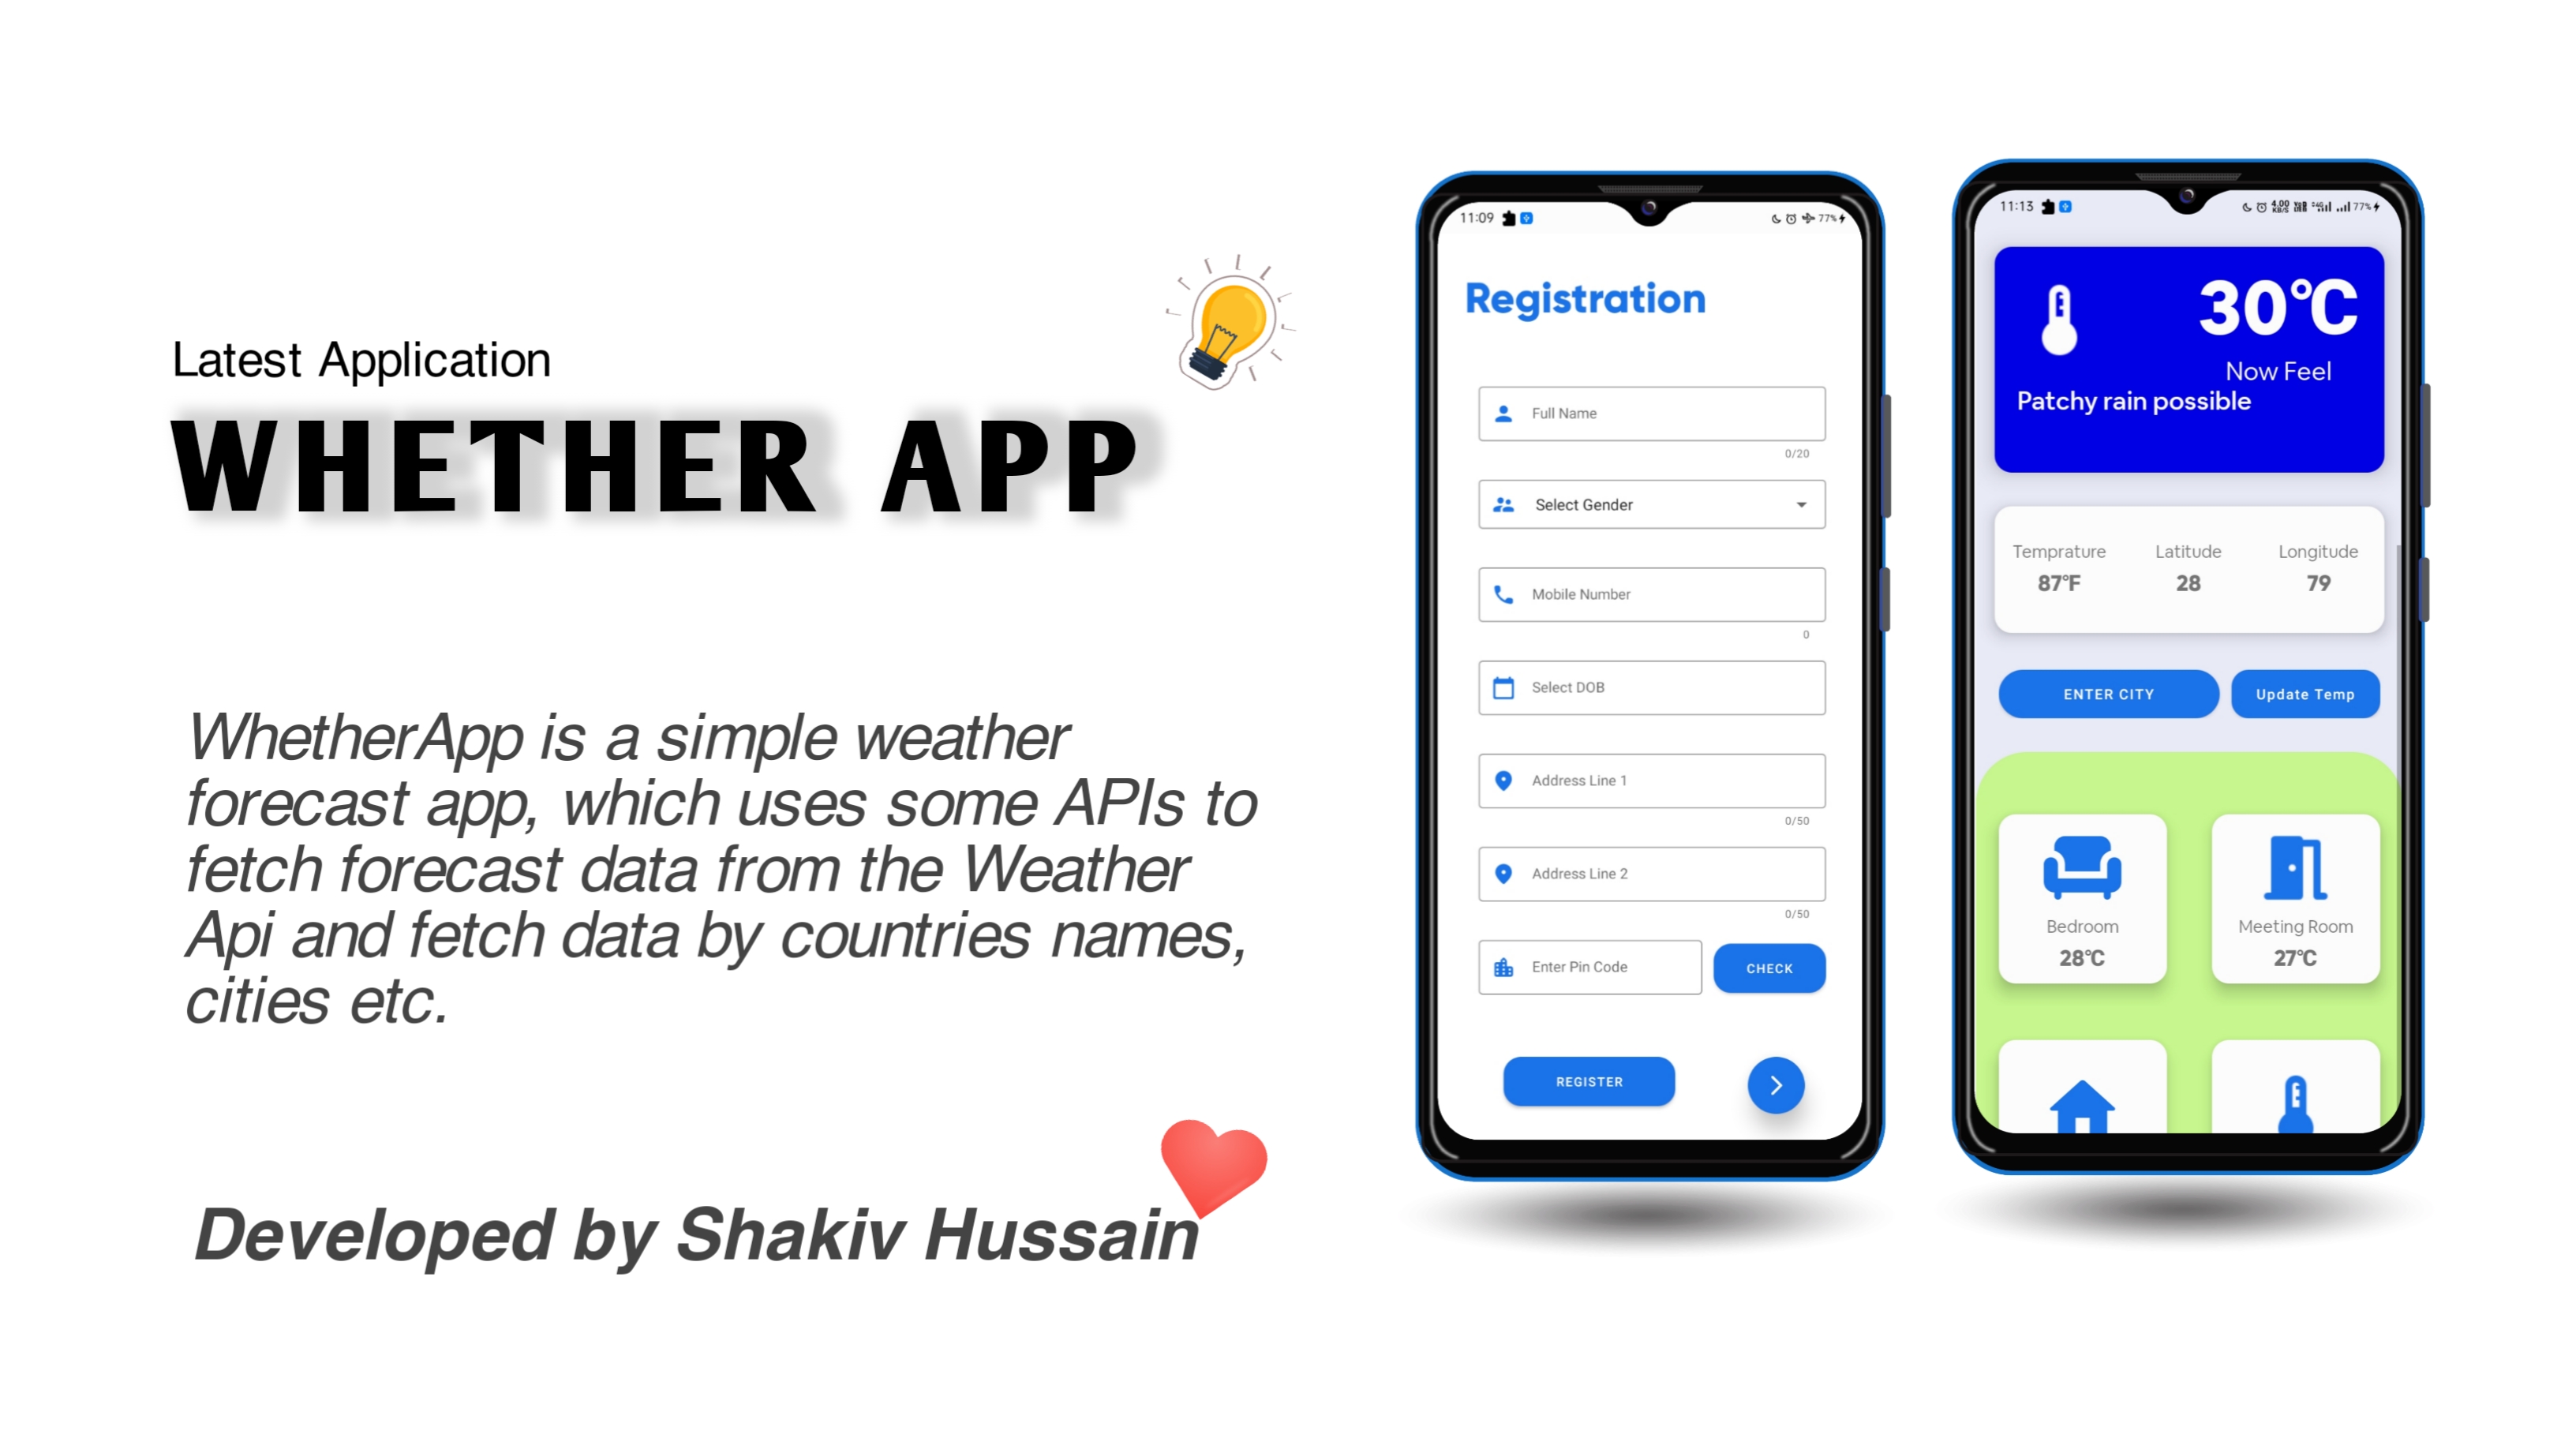 Latest Application
WHETHER APP
WhetherApp is a simple weather
forecast app, which uses some APIs to
fetch forecast data from the Weather
Api and fetch data by countries names,
cities etc.
Developed by Shakiv Hussain
11:09
77%
Registration
Full Name
0/20
Select Gender
Mobile Number
0
Select DOB
Address Line 1
0/50
Address Line 2
0/50
Enter Pin Code
CHECK
REGISTER
11:13
4.00 KB/S
77%
30°C
Now Feel
Patchy rain possible
Temprature Latitude Longitude
87°F 28 79
ENTER CITY Update Temp
Bedroom Meeting Room
28°C 27°C